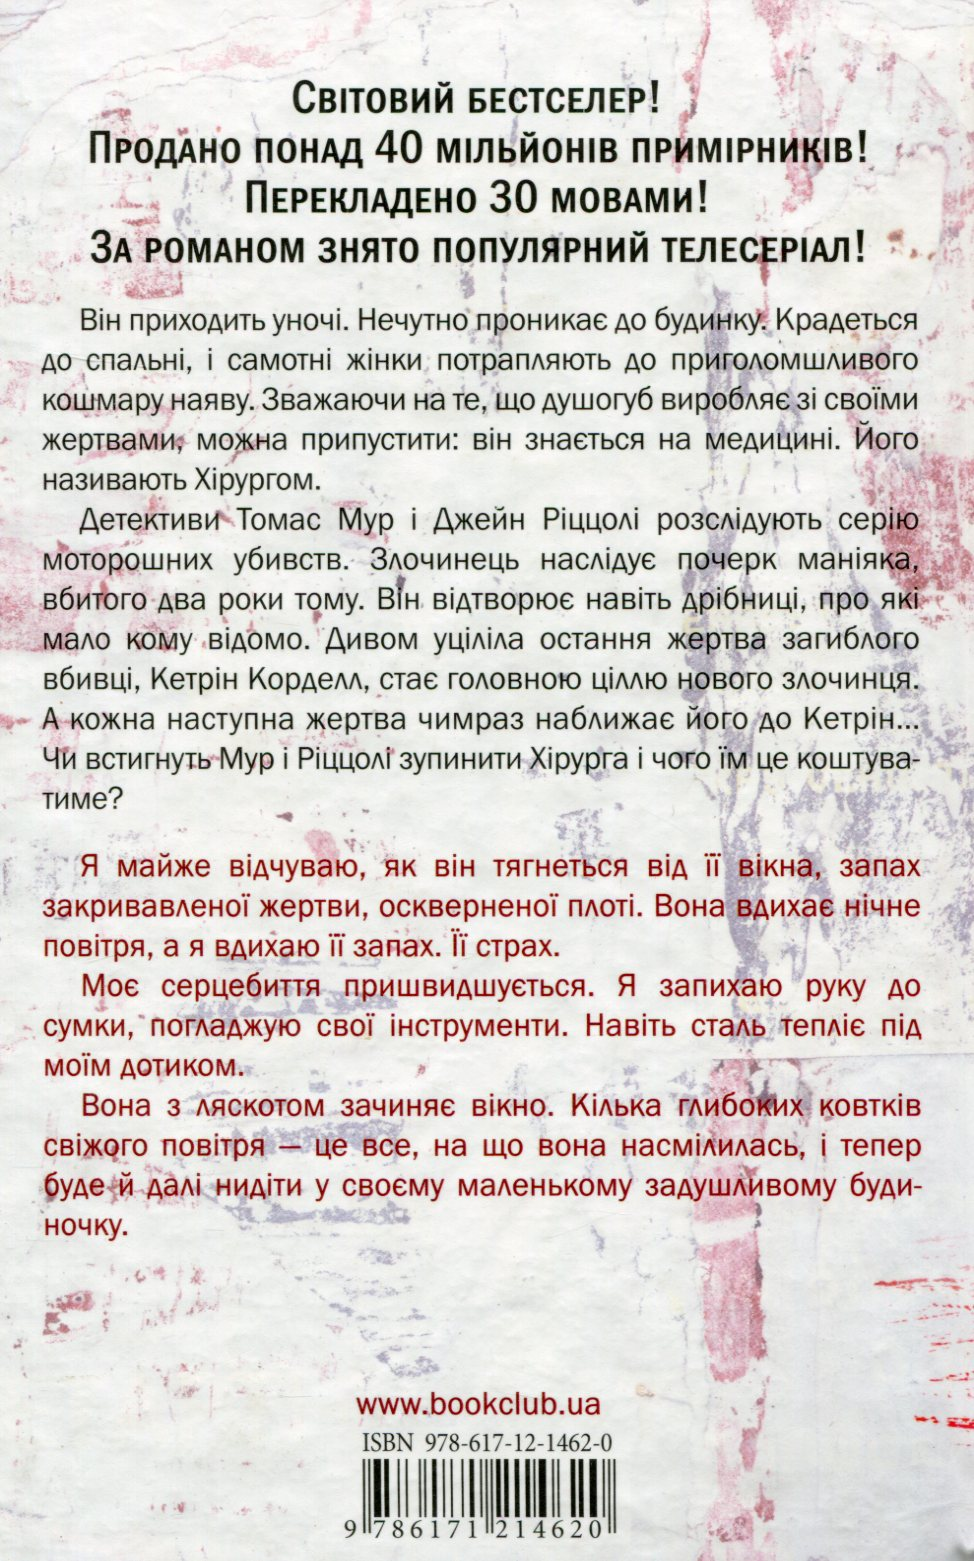 Світовий бестселер!
Продано понад 40 мільйонів примірників!
Перекладено 30 мовами!
За романом знято популярний телесеріал!
Він приходить уночі. Нечутно проникає до будинку. Крадеться
до спальні, і самотні жінки потрапляють до приголомшливого
кошмару наяву. Зважаючи на те, що душогуб виробляє зі своїми
жертвами, можна припустити: він знається на медицині. Його
називають Хірургом.
Детективи Томас Мур і Джейн Ріццолі розслідують серію
моторошних убивств. Злочинець наслідує почерк маніяка,
вбитого два роки тому. Він відтворює навіть дрібниці, про які
мало кому відомо. Дивом уціліла остання жертва загиблого
вбивці, Кетрін Корделл, стає головною ціллю нового злочинця.
А кожна наступна жертва чимраз наближає його до Кетрін...
Чи встигнуть Мур і Ріццолі зупинити Хірурга і чого їм це коштува-
тиме?
Я майже відчуваю, як він тягнеться від її вікна, запах
закривавленої жертви, оскверненої плоті. Вона вдихає нічне
повітря, а я вдихаю її запах. Її страх.
Моє серцебиття пришвидшується. Я запихаю руку до
сумки, погладжую свої інструменти. Навіть сталь тепліє під
моїм дотиком.
Вона з ляскотом зачиняє вікно. Кілька глибоких ковтків
свіжого повітря — це все, на що вона насмілилась, і тепер
буде й далі нидіти у своєму маленькому задушливому буди-
ночку.
www.bookclub.ua
ISBN 978-617-12-1462-0
9 786171 214620